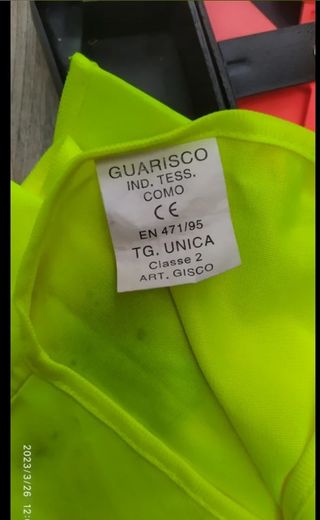 GUARISCO
IND. TESS.
COMO
CE
EN 471/95
TG. UNICA
Classe 2
ART. GISCO
2023/3/26